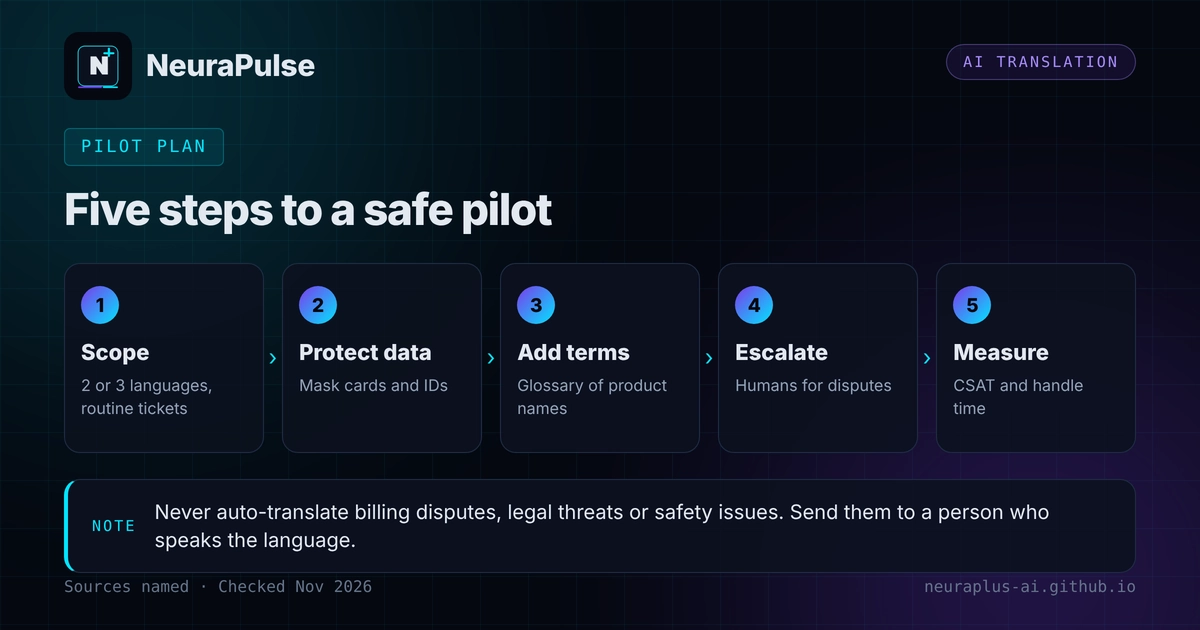 N+
NeuraPulse
AI TRANSLATION
PILOT PLAN
Five steps to a safe pilot
1
Scope
2 or 3 languages,
routine tickets
›
2
Protect data
Mask cards and IDs
›
3
Add terms
Glossary of product
names
›
4
Escalate
Humans for disputes
›
5
Measure
CSAT and handle
time
NOTE
Never auto-translate billing disputes, legal threats or safety issues. Send them to a person who
speaks the language.
Sources named · Checked Nov 2026
neuraplus-ai.github.io